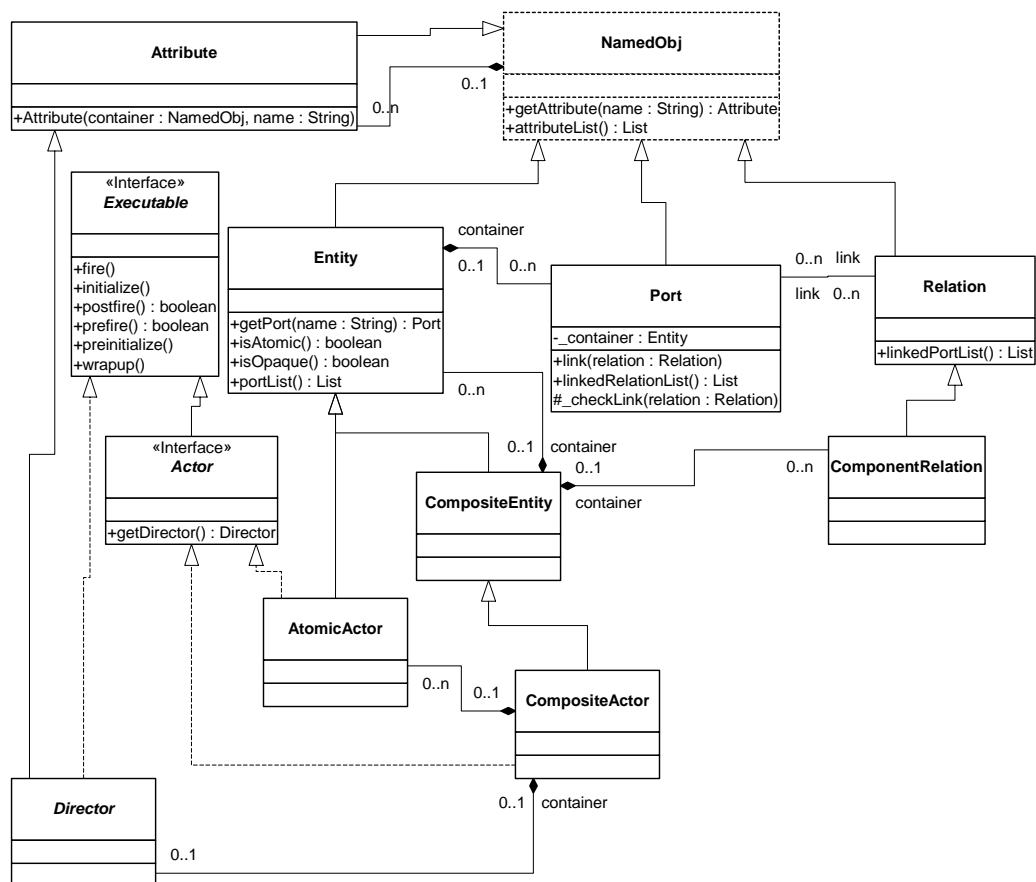 Attribute
+Attribute(container : NamedObj, name : String)
NamedObj
+getAttribute(name : String) : Attribute
+attributeList() : List
0..1
0..n
«Interface»
Executable
+fire()
+initialize()
+postfire() : boolean
+prefire() : boolean
+preinitialize()
+wrapup()
Entity
+getPort(name : String) : Port
+isAtomic() : boolean
+isOpaque() : boolean
+portList() : List
container
0..1
0..n
Port
-_container : Entity
+link(relation : Relation)
+linkedRelationList() : List
#_checkLink(relation : Relation)
0..n link
link 0..n
Relation
+linkedPortList() : List
«Interface»
Actor
+getDirector() : Director
0..n
0..1
container
CompositeEntity
0..1
container
0..n
ComponentRelation
AtomicActor
0..n
0..1
CompositeActor
0..1
container
Director
0..1